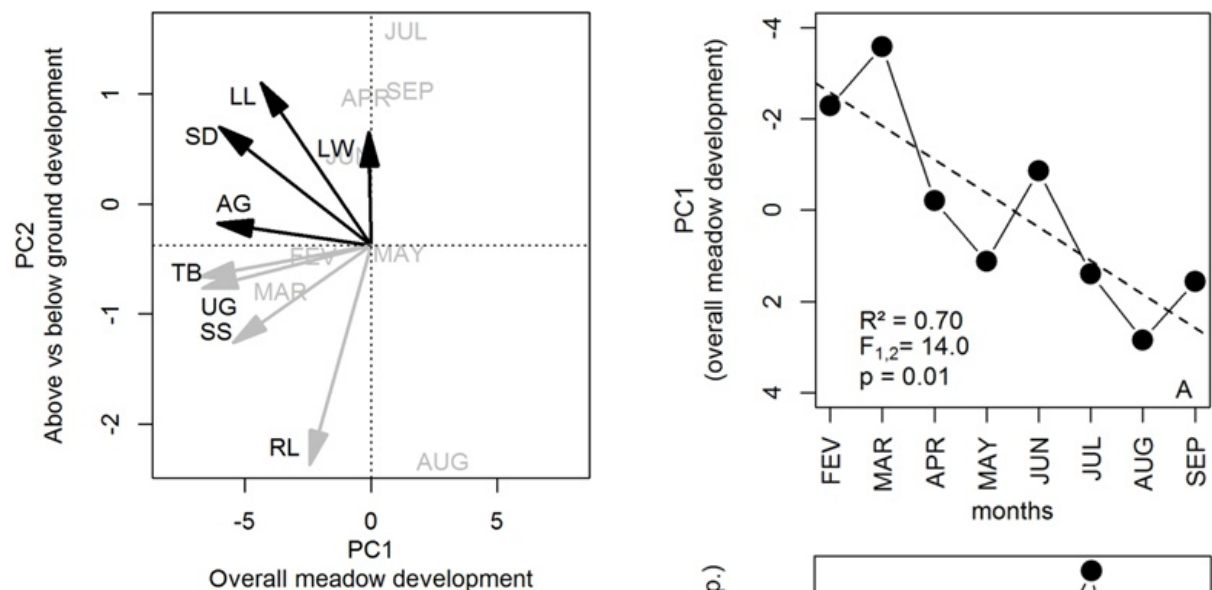 PC2
Above vs below ground development
1
0
-1
-2
JUL
SEP
APR
LL
SD
LW
JUN
AG
FEV
MAY
TB
MAR
UG
SS
RL
AUG
-5
0
5
PC1
Overall meadow development
PC1
(overall meadow development)
-4
-2
0
2
4
R² = 0.70
F1,2= 14.0
p = 0.01
A
FEV
MAR
APR
MAY
JUN
JUL
AUG
SEP
months
p.)